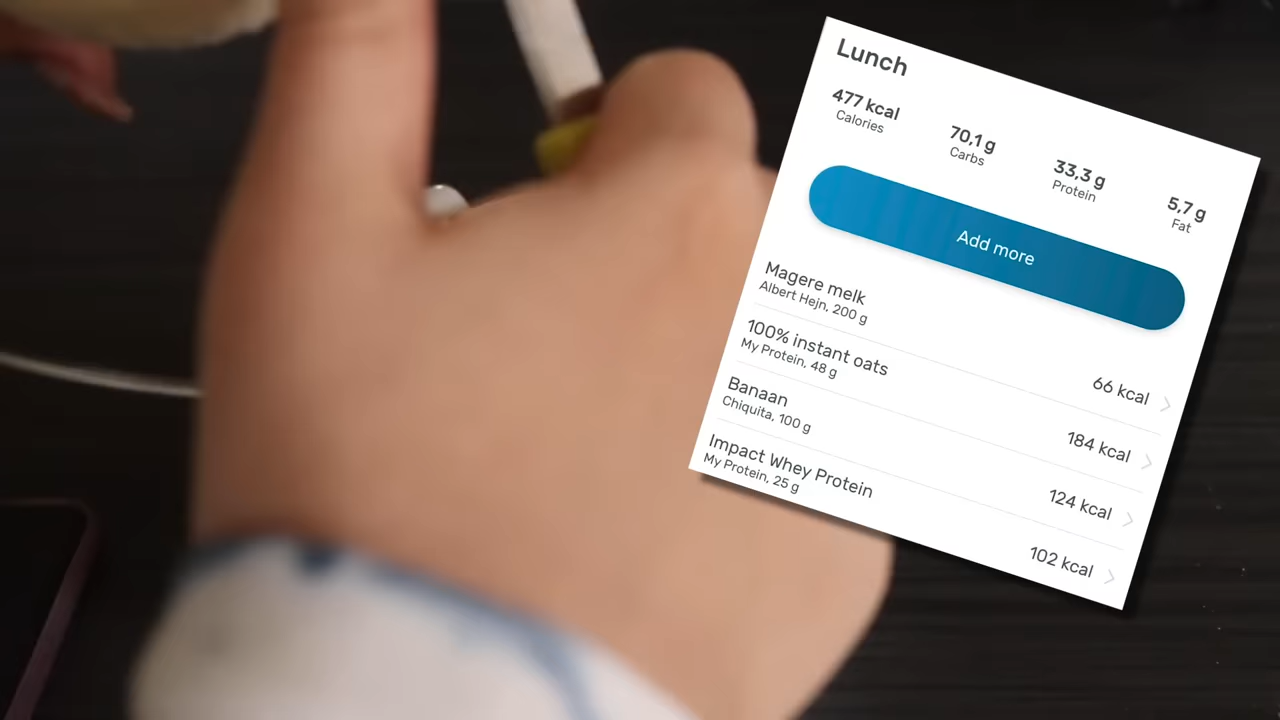 Lunch
477 kcal
Calories
70,1 g
Carbs
33,3 g
Protein
5,7 g
Fat
Add more
Magere melk
Albert Hejn, 200 g
66 kcal
100% instant oats
My Protein, 48 g
184 kcal
Banaan
Chiquita, 100 g
124 kcal
Impact Whey Protein
My Protein, 25 g
102 kcal